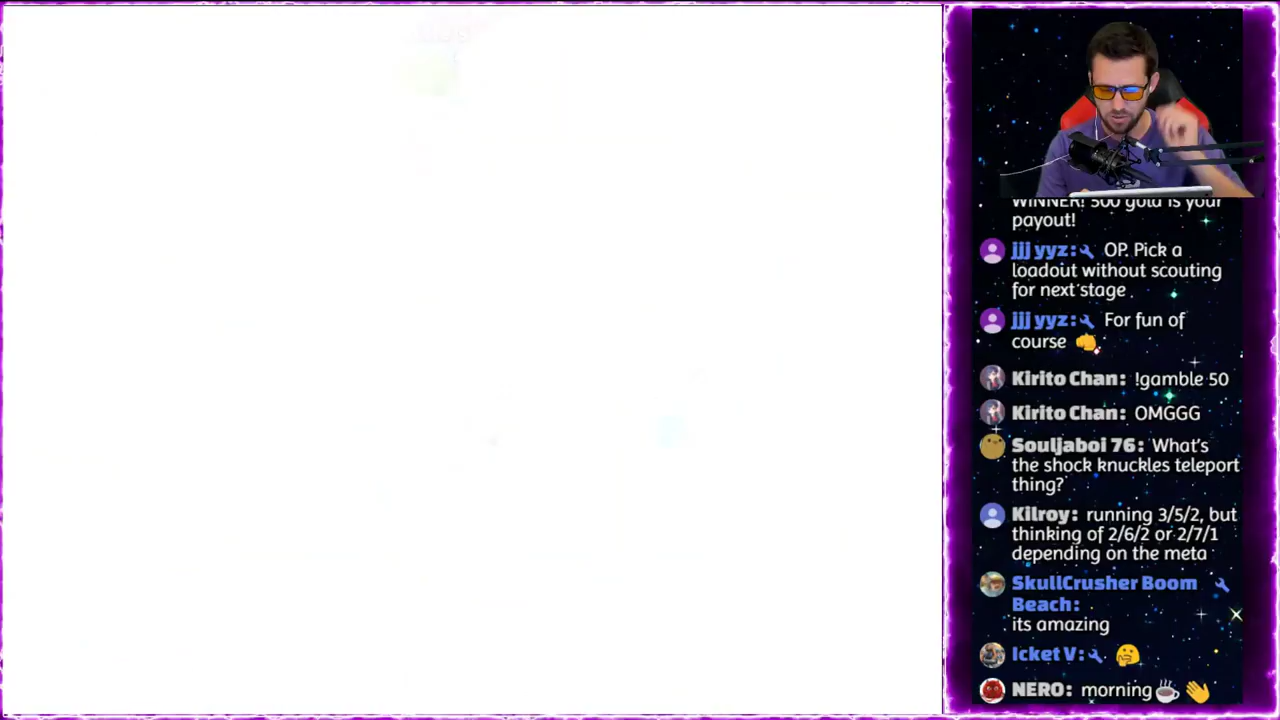 WINNER! 500 gold is your
payout!
jjj yyz: OP. Pick a
loadout without scouting
for next stage
jjj yyz: For fun of
course 👊
Kirito Chan: !gamble 50
Kirito Chan: OMGGG
Souljaboi 76: What's
the shock knuckles teleport
thing?
Kilroy: running 3/5/2, but
thinking of 2/6/2 or 2/7/1
depending on the meta
SkullCrusher Boom
Beach:
its amazing
Icket V: 🤔
NERO: morning☕ 👋